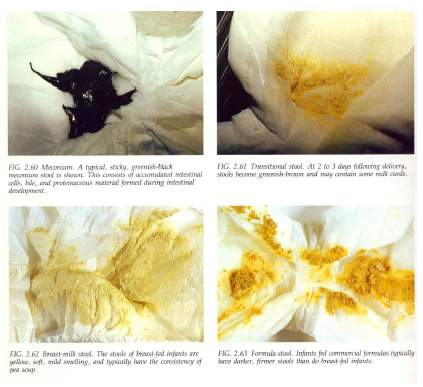 FIG. 2.60 Meconium. A typical, sticky, greenish-black
meconium stool is shown. This consists of accumulated intestinal
cells, bile, and proteinaceous material formed during intestinal
development.
FIG. 2.61 Transitional stool. At 2 to 3 days following delivery,
stools become greenish-brown and may contain some milk curds.
FIG. 2.62 Breast-milk stool. The stools of breast-fed infants are
yellow, soft, mild smelling, and typically have the consistency of
pea soup.
FIG. 2.63 Formula stool. Infants fed commercial formulas typically
have darker, firmer stools than do breast-fed infants.